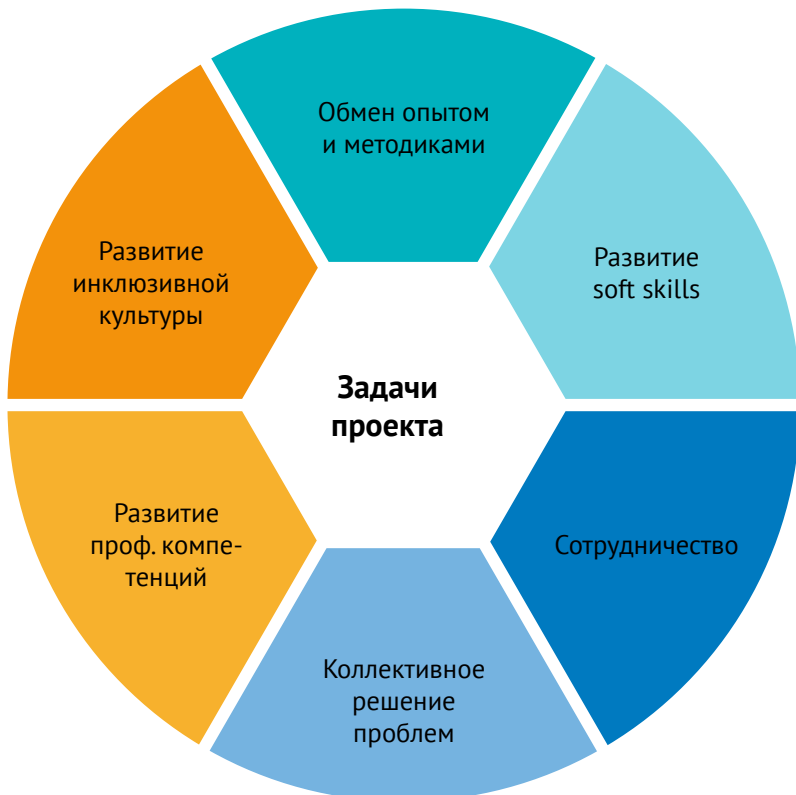 Обмен опытом
и методиками
Развитие
soft skills
Сотрудничество
Коллективное
решение
проблем
Развитие
проф. компе-
тенций
Развитие
инклюзивной
культуры
Задачи
проекта